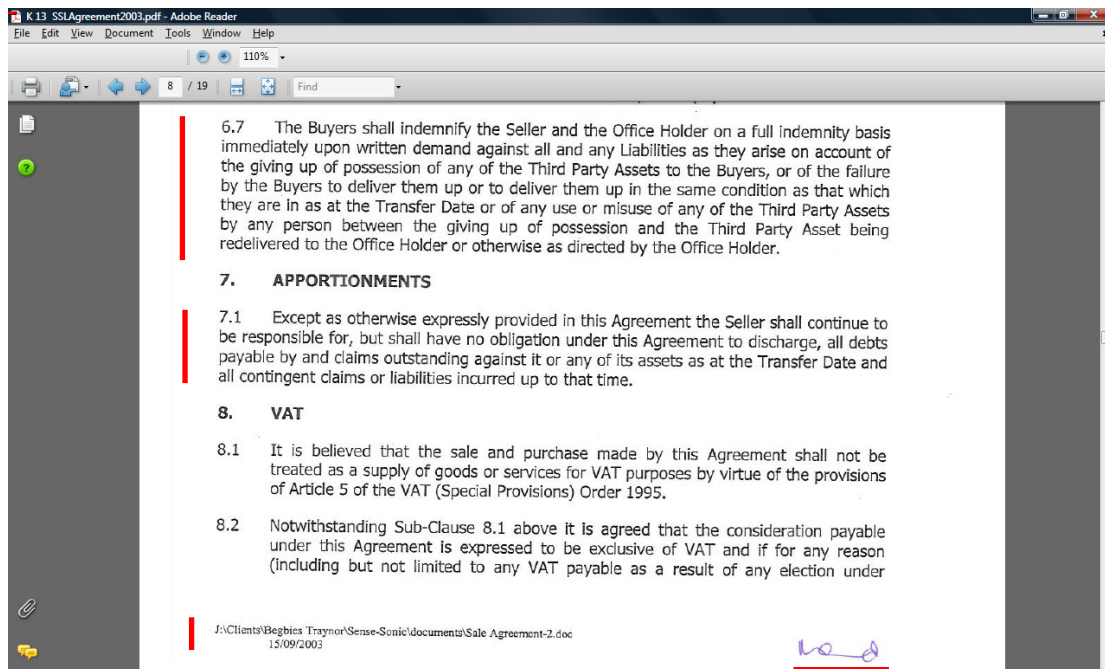 K 13 SSLAgreement2003.pdf - Adobe Reader
File Edit View Document Tools Window Help
110%
8 / 19 Find
6.7 The Buyers shall indemnify the Seller and the Office Holder on a full indemnity basis
immediately upon written demand against all and any Liabilities as they arise on account of
the giving up of possession of any of the Third Party Assets to the Buyers, or of the failure
by the Buyers to deliver them up or to deliver them up in the same condition as that which
they are in as at the Transfer Date or of any use or misuse of any of the Third Party Assets
by any person between the giving up of possession and the Third Party Asset being
redelivered to the Office Holder or otherwise as directed by the Office Holder.
7. APPORTIONMENTS
7.1 Except as otherwise expressly provided in this Agreement the Seller shall continue to
be responsible for, but shall have no obligation under this Agreement to discharge, all debts
payable by and claims outstanding against it or any of its assets as at the Transfer Date and
all contingent claims or liabilities incurred up to that time.
8. VAT
8.1 It is believed that the sale and purchase made by this Agreement shall not be
treated as a supply of goods or services for VAT purposes by virtue of the provisions
of Article 5 of the VAT (Special Provisions) Order 1995.
8.2 Notwithstanding Sub-Clause 8.1 above it is agreed that the consideration payable
under this Agreement is expressed to be exclusive of VAT and if for any reason
(including but not limited to any VAT payable as a result of any election under
J:\Clients\Begbies Traynor\Sense-Sonic\documents\Sale Agreement-2.doc
15/09/2003